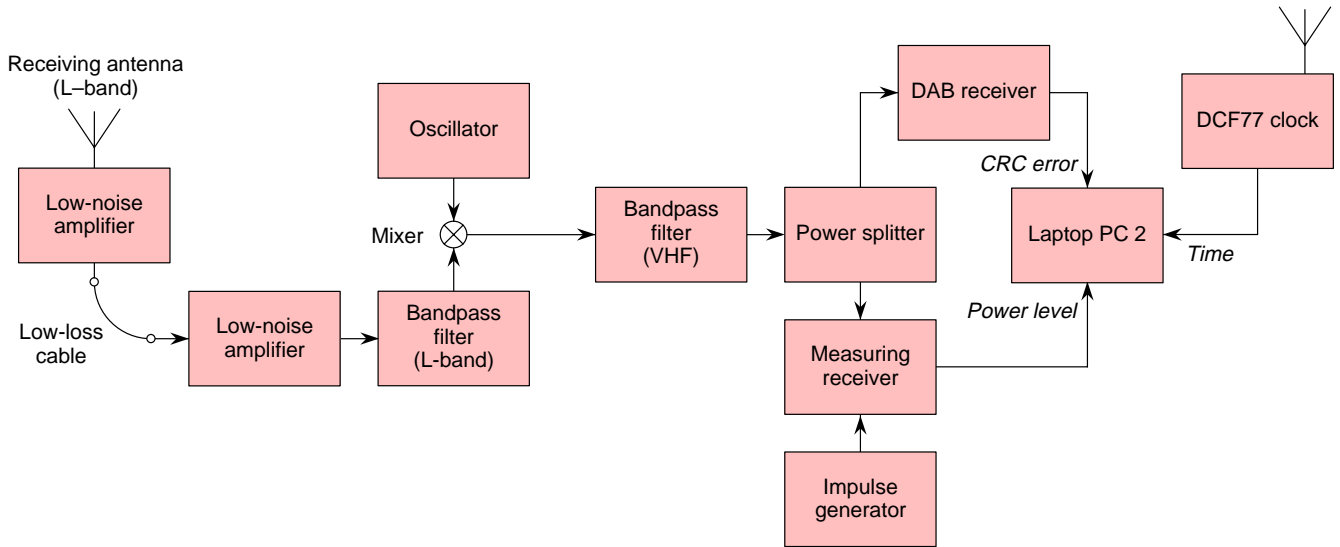 Receiving antenna
(L–band)
Low-noise
amplifier
Low-loss
cable
Low-noise
amplifier
Oscillator
Mixer
Bandpass
filter
(L-band)
Bandpass
filter
(VHF)
Power splitter
DAB receiver
CRC error
Measuring
receiver
Impulse
generator
Power level
Laptop PC 2
DCF77 clock
Time